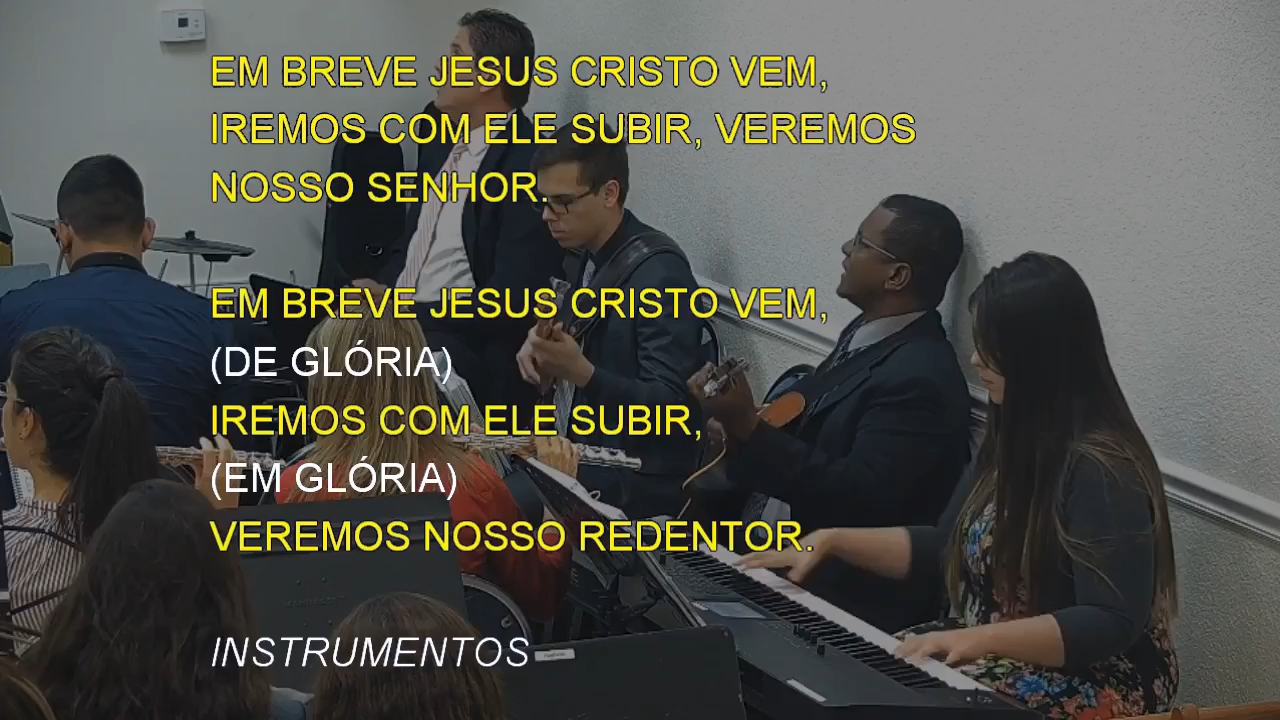 EM BREVE JESUS CRISTO VEM,
IREMOS COM ELE SUBIR, VEREMOS
NOSSO SENHOR.
EM BREVE JESUS CRISTO VEM,
(DE GLÓRIA)
IREMOS COM ELE SUBIR,
(EM GLÓRIA)
VEREMOS NOSSO REDENTOR.
INSTRUMENTOS